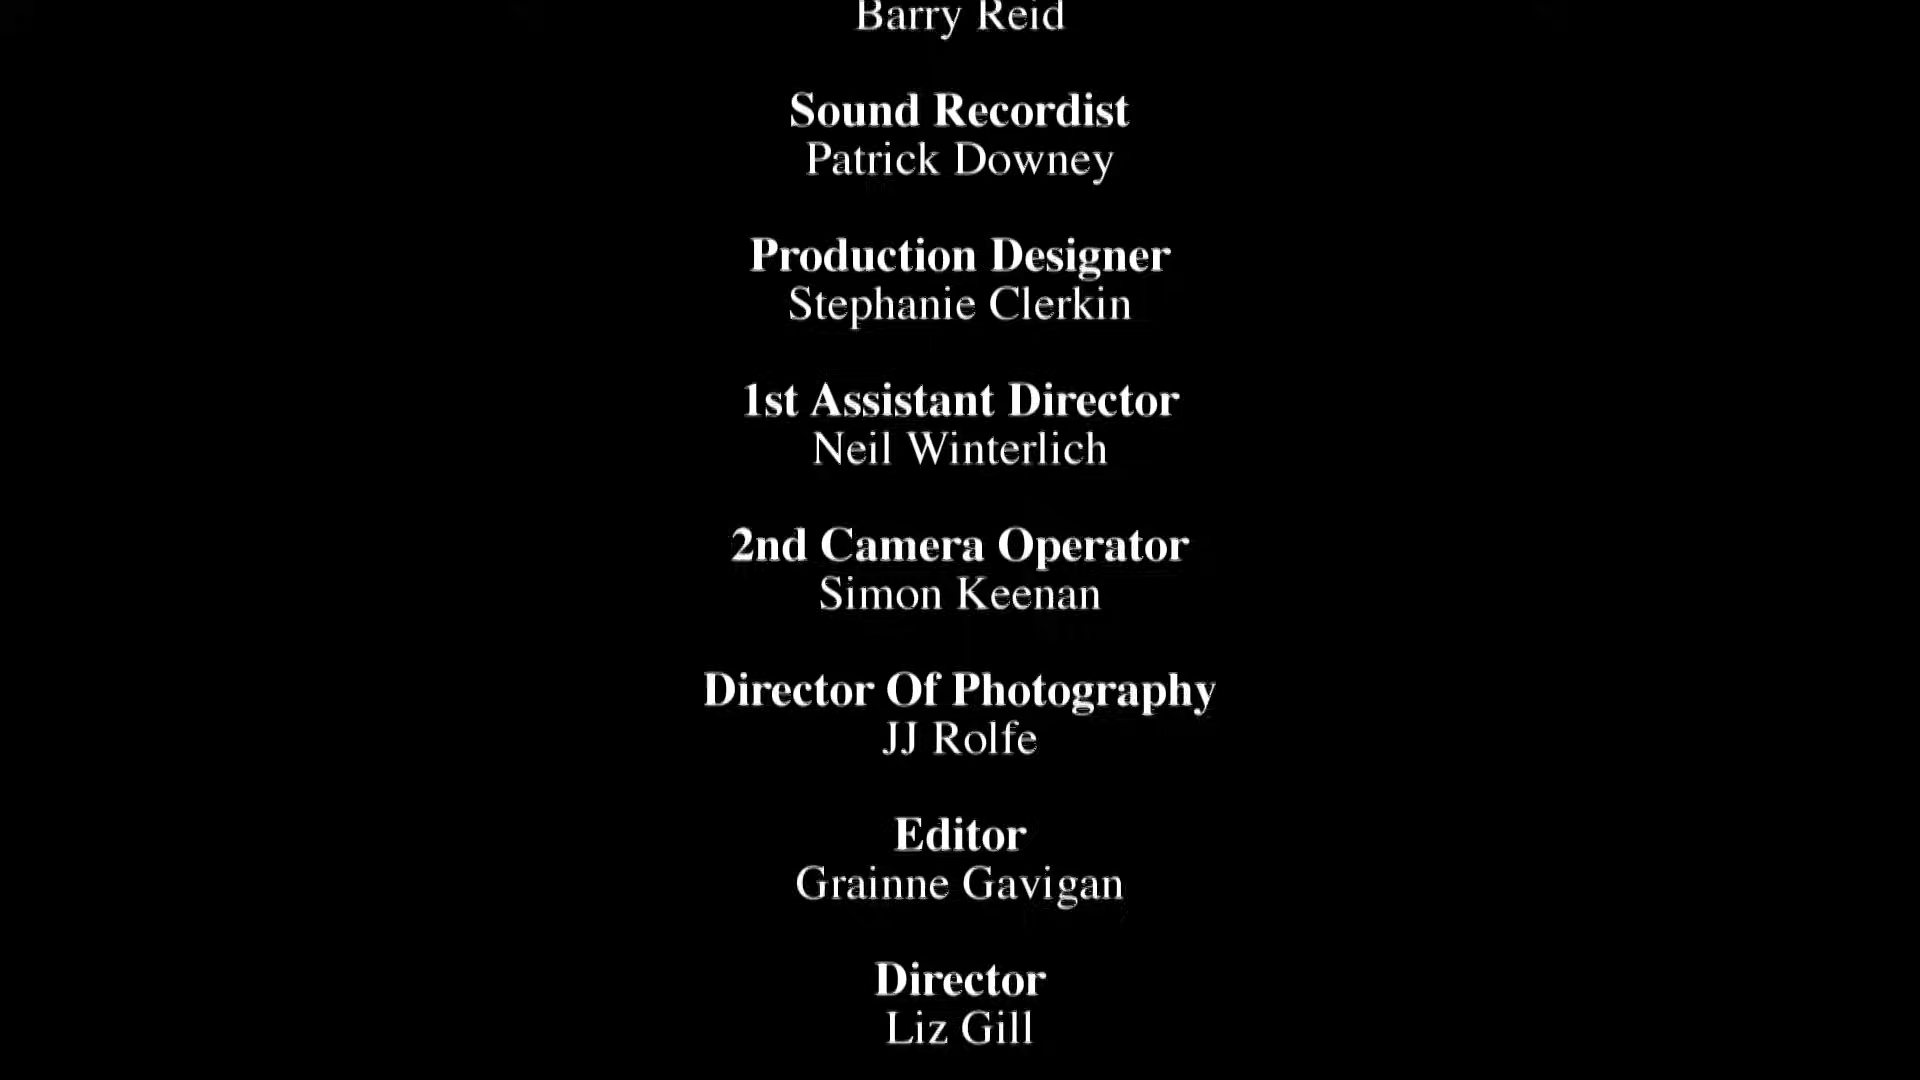 Barry Reid
Sound Recordist
Patrick Downey
Production Designer
Stephanie Clerkin
1st Assistant Director
Neil Winterlich
2nd Camera Operator
Simon Keenan
Director Of Photography
JJ Rolfe
Editor
Grainne Gavigan
Director
Liz Gill